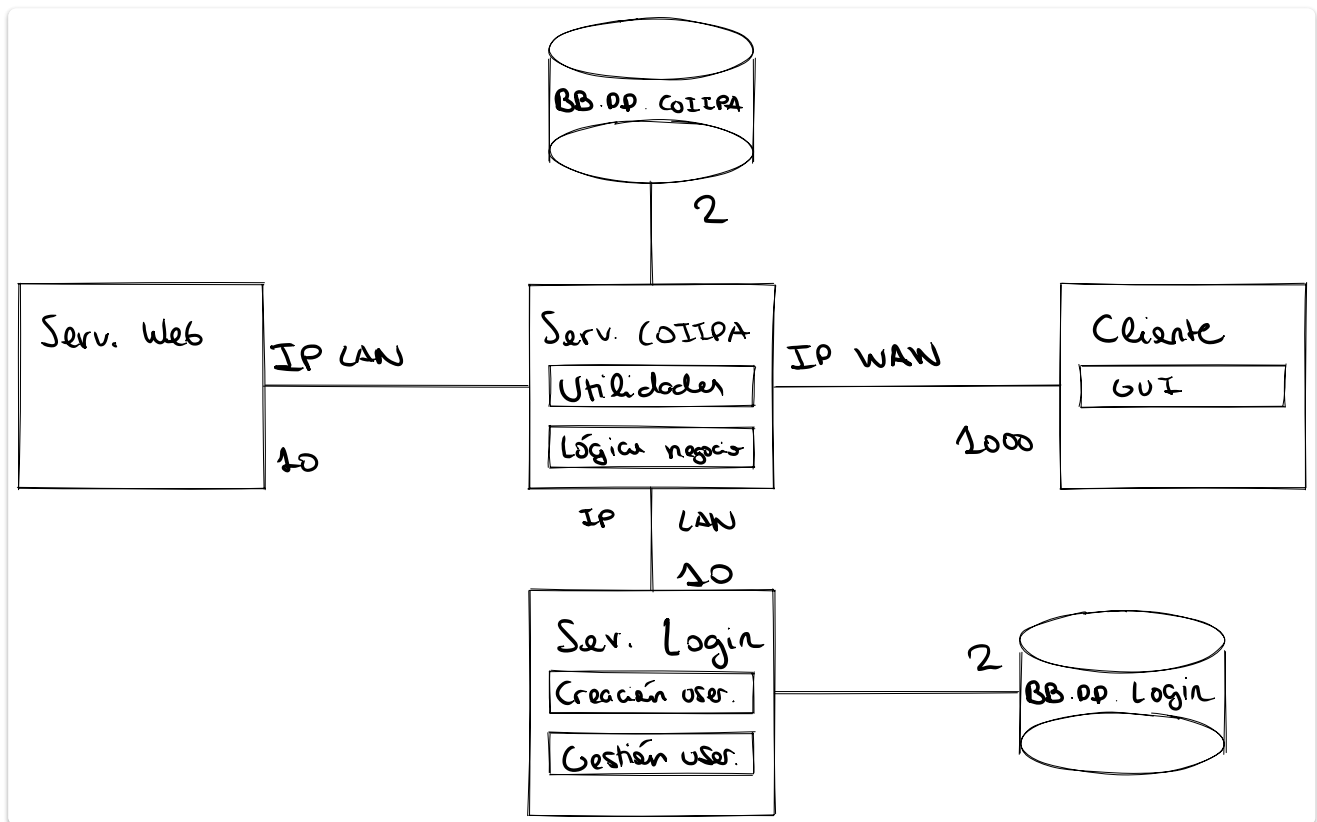 BB.DD. COIIPA
2
Serv. Web
IP LAN
10
Serv. COIIPA
Utilidades
Lógica negocio
IP WAN
1000
Cliente
GUI
IP LAN
10
Ser. Login
Creación user.
Gestión user.
2
BB.DD. Login